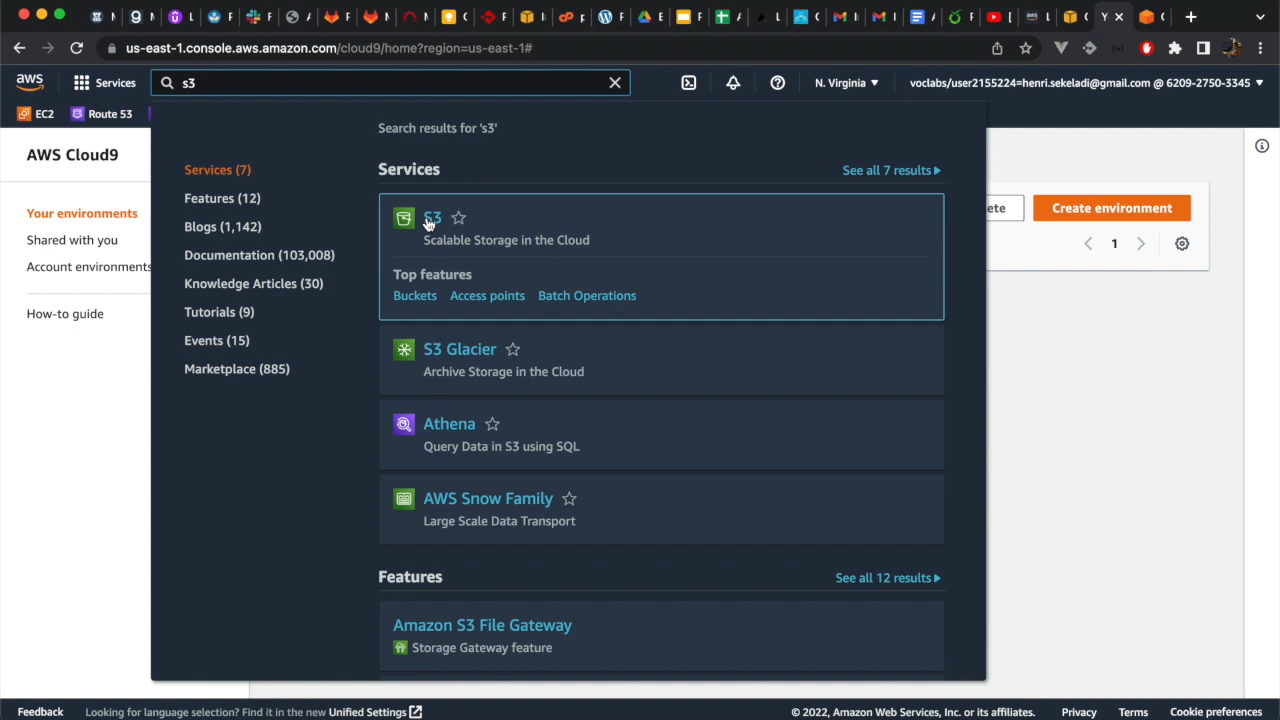 us-east-1.console.aws.amazon.com/cloud9/home?region=us-east-1#
aws
Services
s3
N. Virginia
voclabs/user2155224=henri.sekeladi@gmail.com @ 6209-2750-3345
EC2
Route 53
AWS Cloud9
Your environments
Shared with you
Account environments
How-to guide
Search results for 's3'
Services (7)
Features (12)
Blogs (1,142)
Documentation (103,008)
Knowledge Articles (30)
Tutorials (9)
Events (15)
Marketplace (885)
Services
See all 7 results
S3
Scalable Storage in the Cloud
Top features
Buckets Access points Batch Operations
S3 Glacier
Archive Storage in the Cloud
Athena
Query Data in S3 using SQL
AWS Snow Family
Large Scale Data Transport
Features
See all 12 results
Amazon S3 File Gateway
Storage Gateway feature
ete
Create environment
1
Feedback
Looking for language selection? Find it in the new Unified Settings
© 2022, Amazon Web Services, Inc. or its affiliates.
Privacy
Terms
Cookie preferences